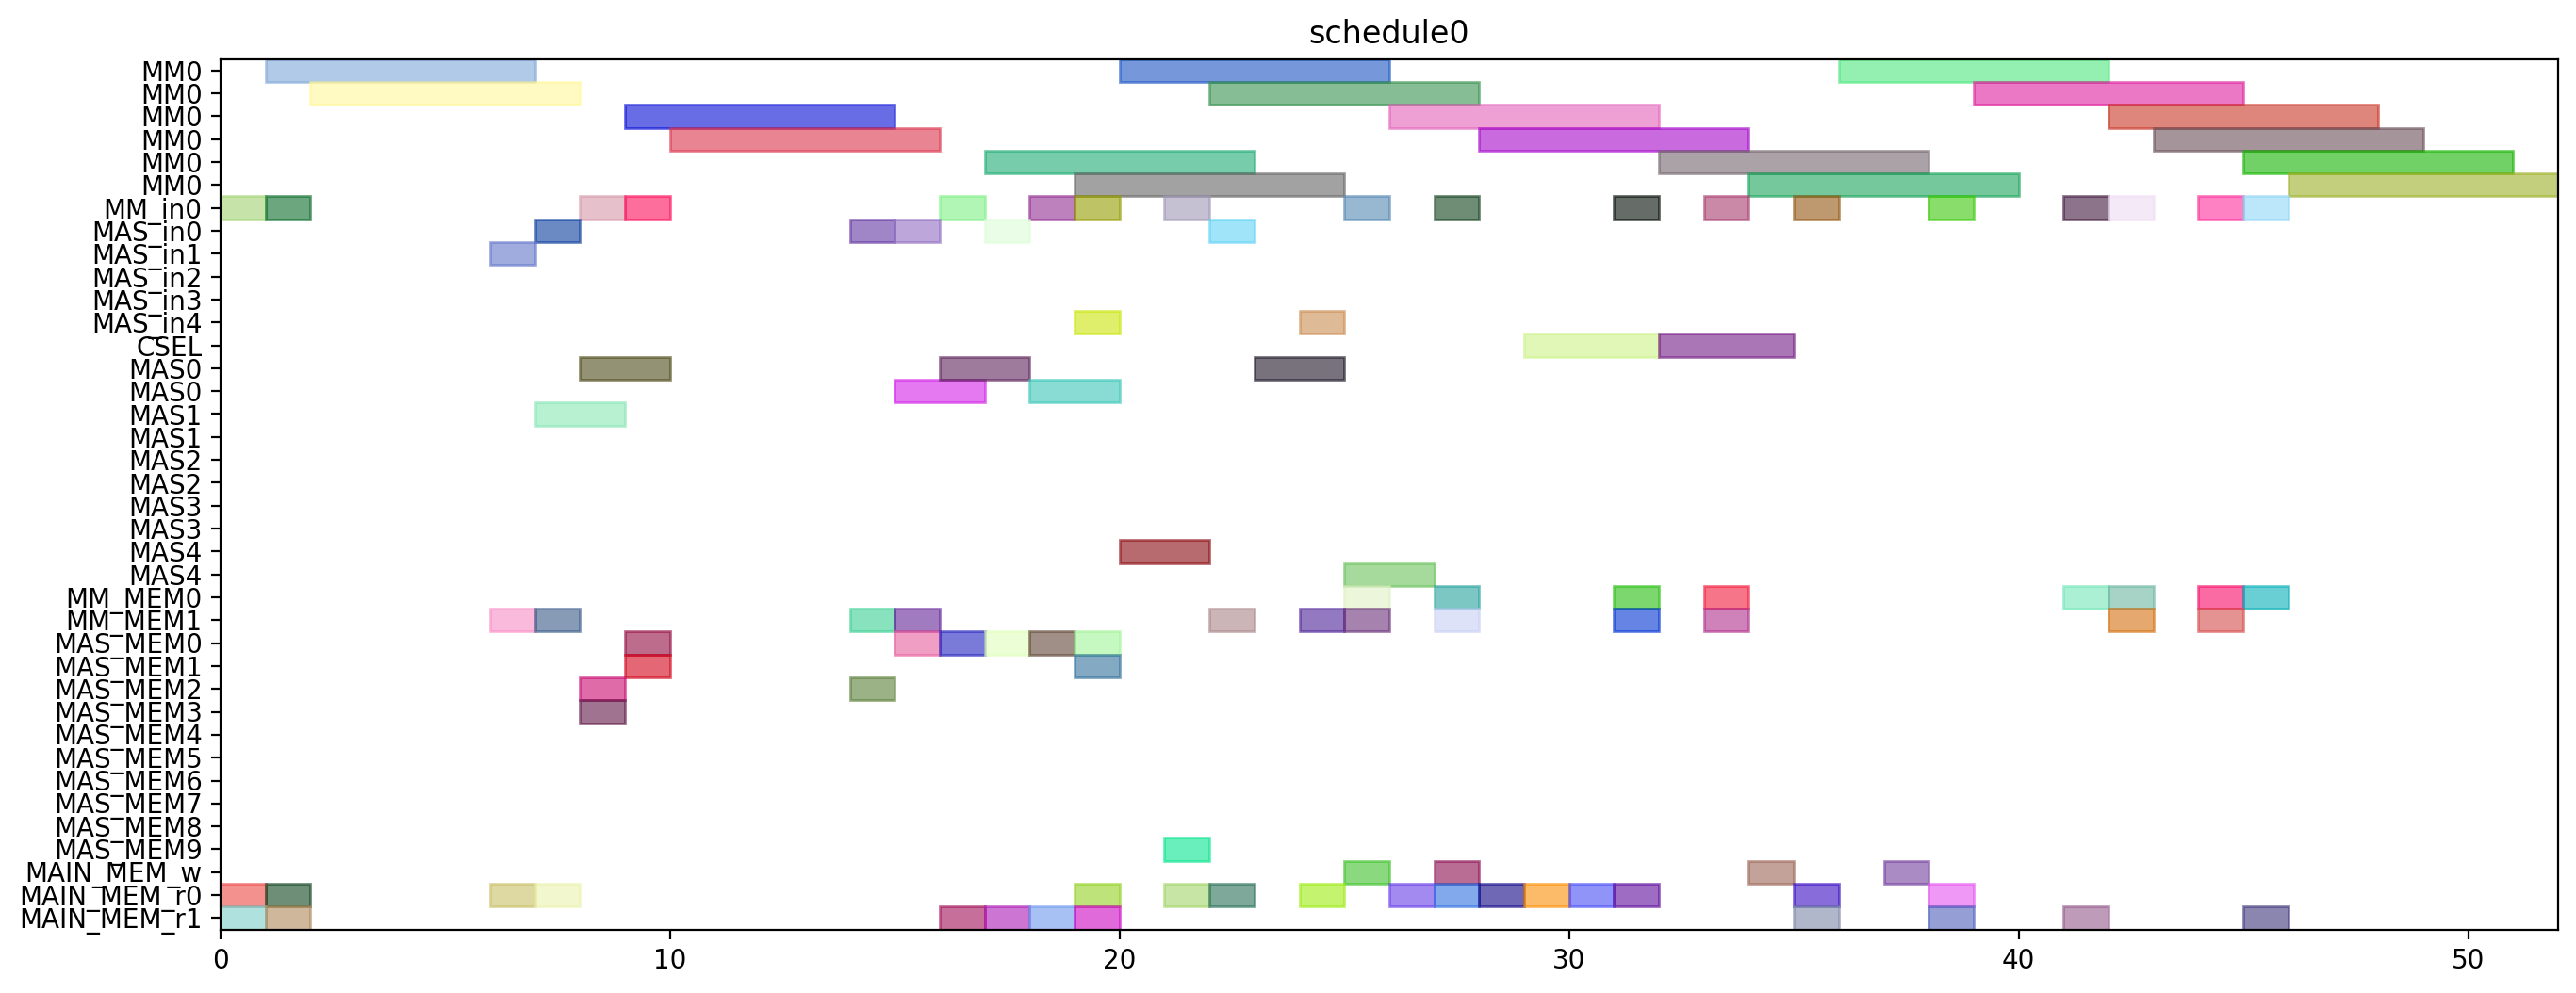 schedule0
MM0
MM0
MM0
MM0
MM0
MM0
MM_in0
MAS_in0
MAS_in1
MAS_in2
MAS_in3
MAS_in4
CSEL
MAS0
MAS0
MAS1
MAS1
MAS2
MAS2
MAS3
MAS3
MAS4
MAS4
MM_MEM0
MM_MEM1
MAS_MEM0
MAS_MEM1
MAS_MEM2
MAS_MEM3
MAS_MEM4
MAS_MEM5
MAS_MEM6
MAS_MEM7
MAS_MEM8
MAS_MEM9
MAIN_MEM_w
MAIN_MEM_r0
MAIN_MEM_r1
0 10 20 30 40 50